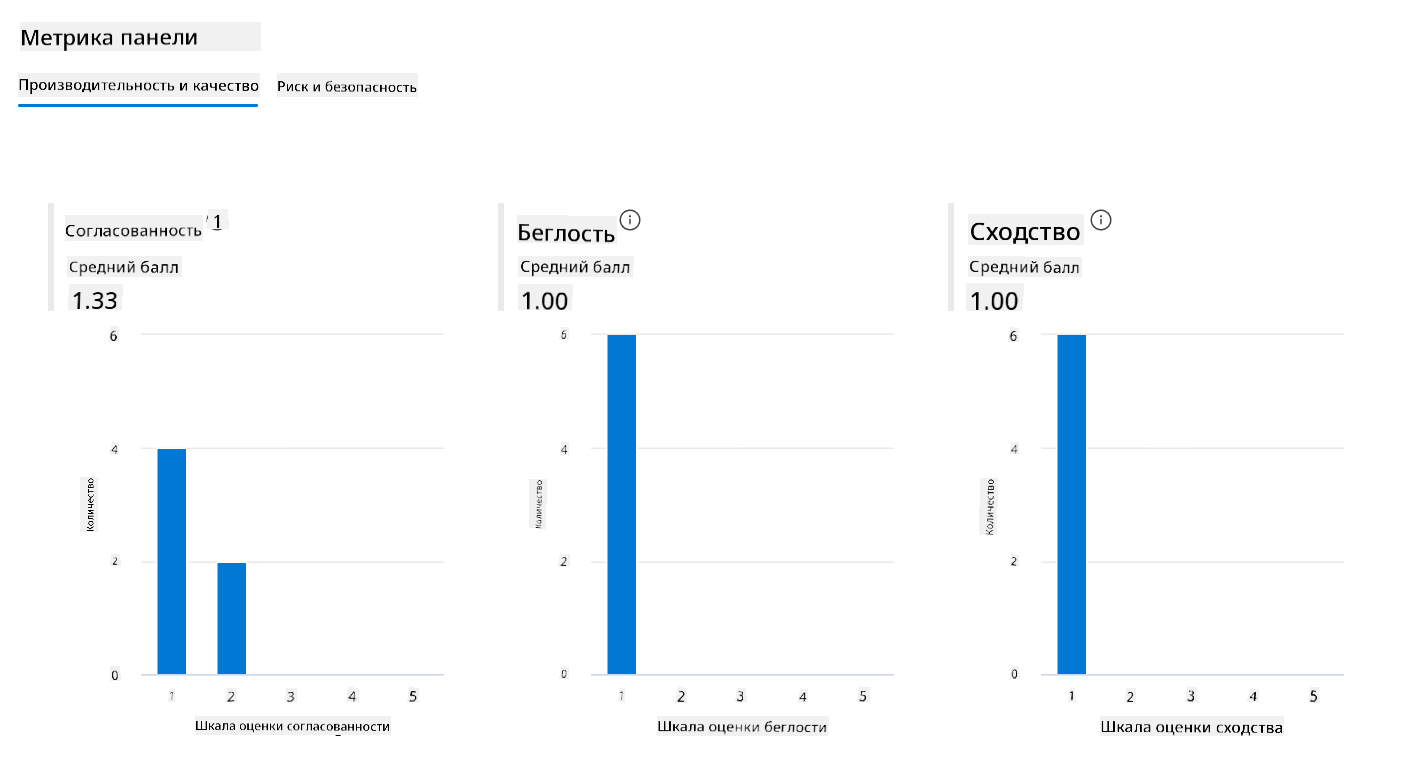 Метрика панели
Производительность и качество
Риск и безопасность
Согласованность 1
Средний балл
1.33
6
4
2
0
Количество
1 2 3 4 5
Шкала оценки согласованности
Беглость
Средний балл
1.00
6
4
2
0
Количество
1 2 3 4 5
Шкала оценки беглости
Сходство
Средний балл
1.00
6
4
2
0
Количество
1 2 3 4 5
Шкала оценки сходства